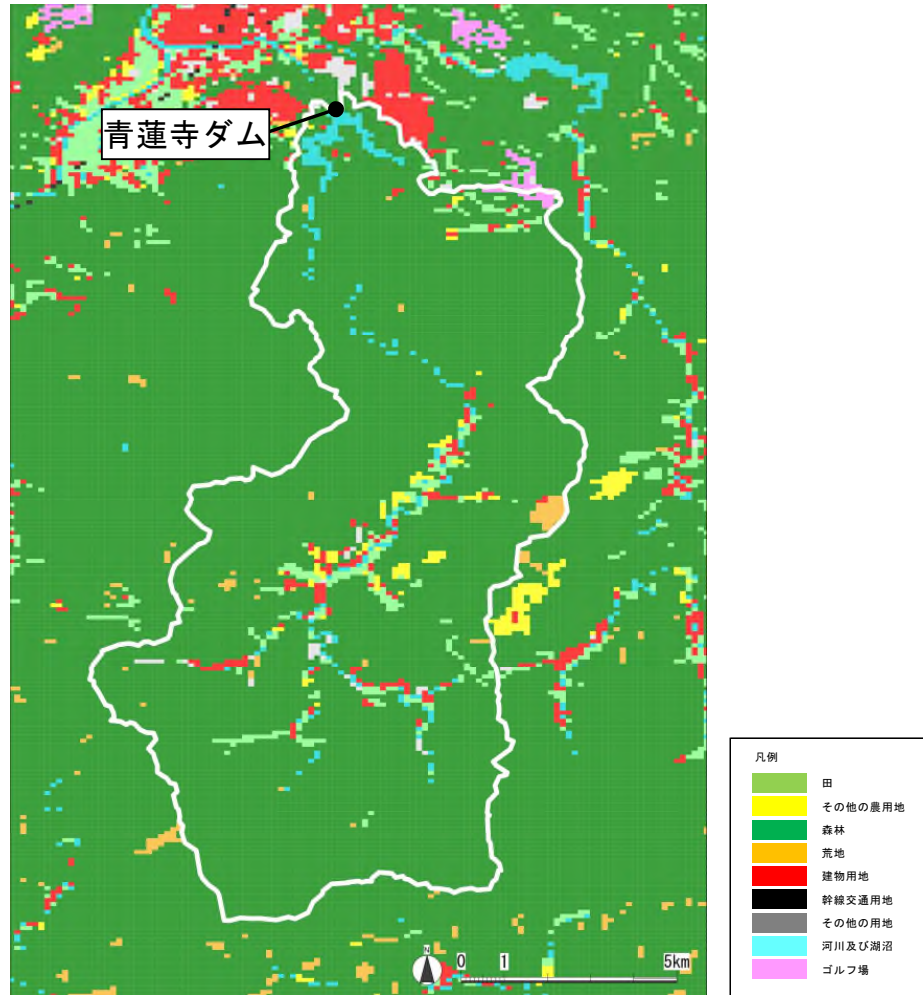 青蓮寺ダム
N
0 1 5km
凡例
田
その他の農用地
森林
荒地
建物用地
幹線交通用地
その他の用地
河川及び湖沼
ゴルフ場